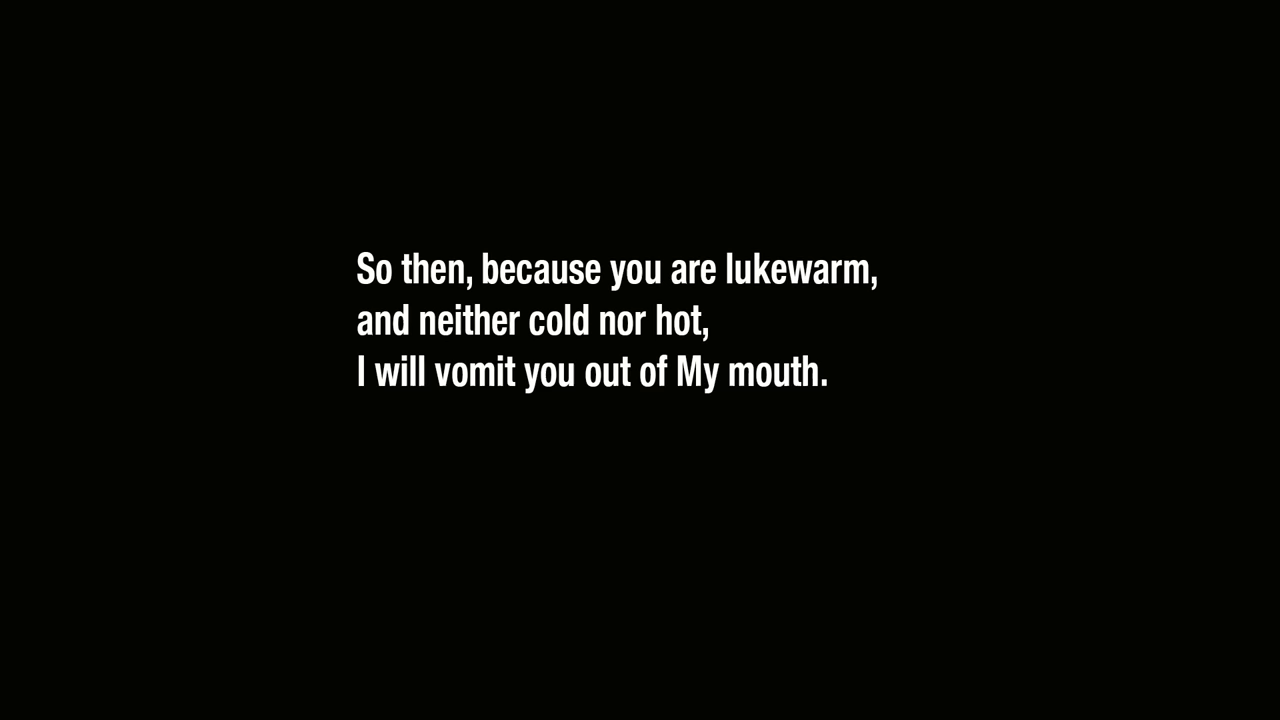 So then, because you are lukewarm,
and neither cold nor hot,
I will vomit you out of My mouth.